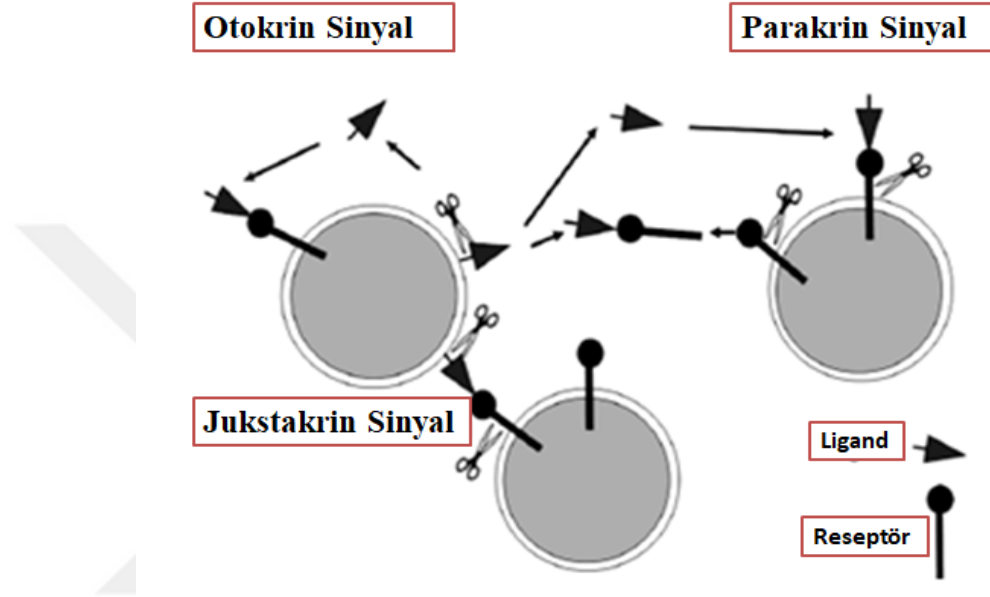 Otokrin Sinyal
Parakrin Sinyal
Jukstakrin Sinyal
Ligand
Reseptör